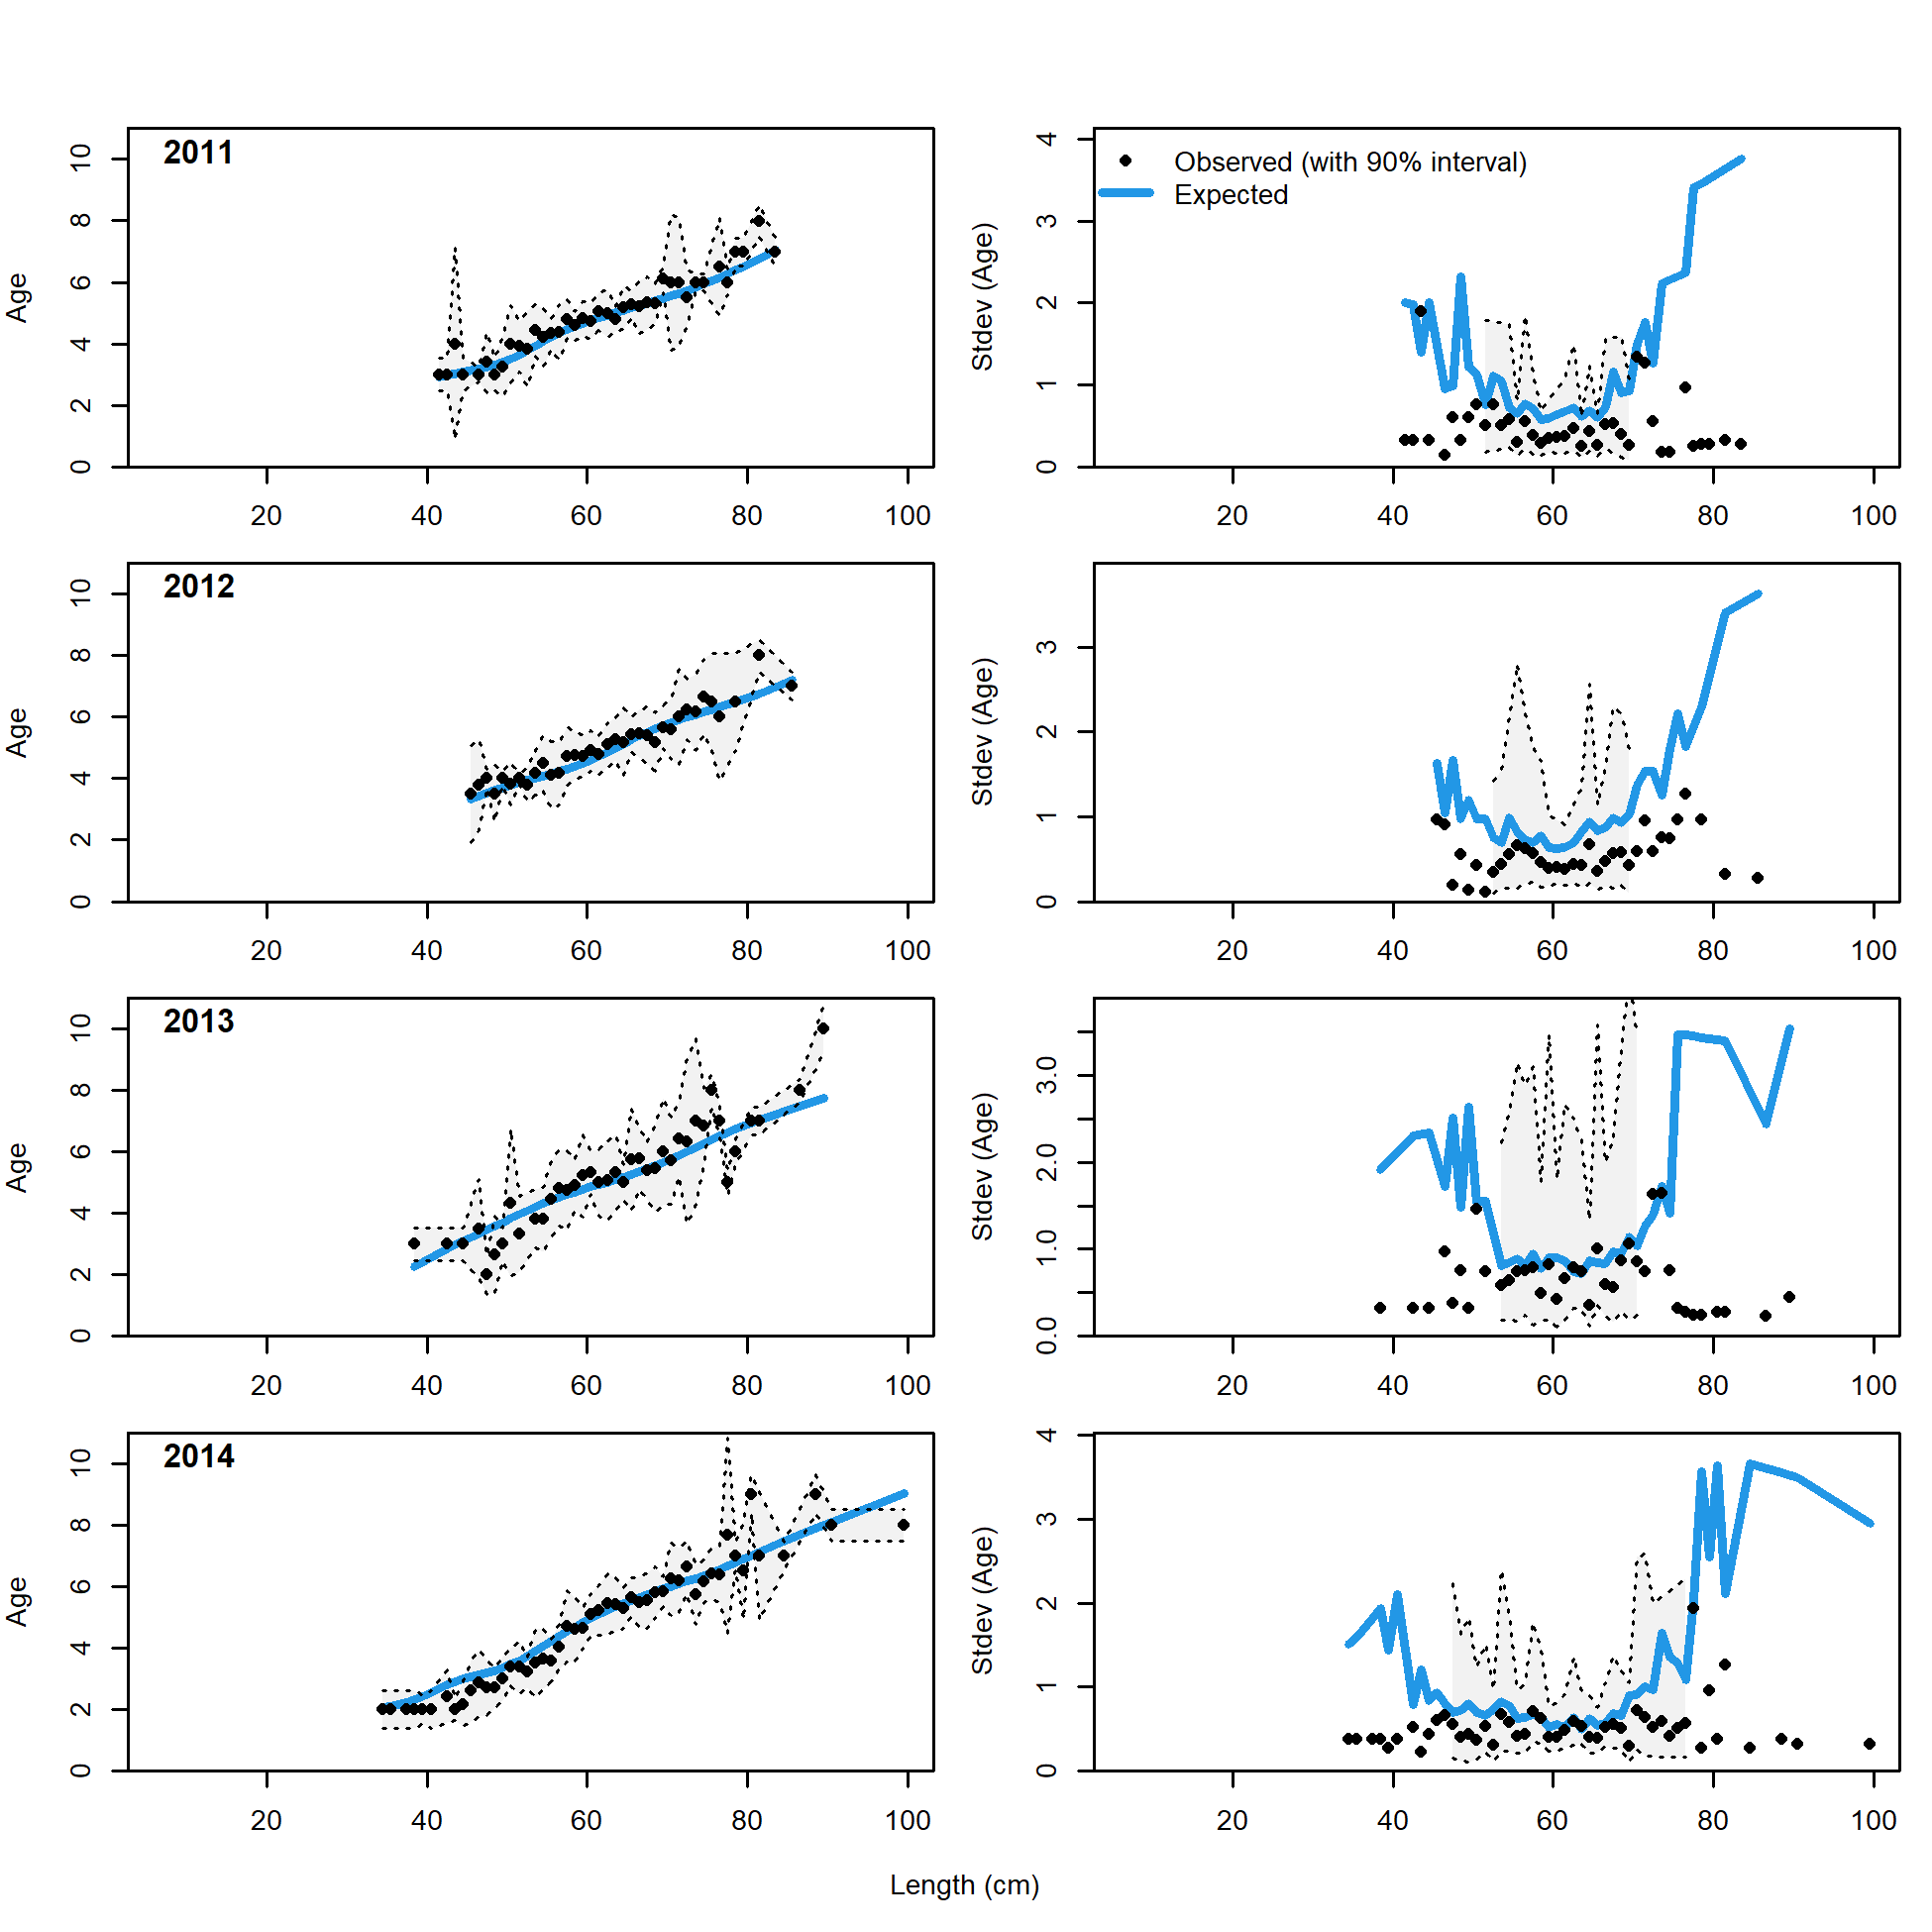 2011
Age
0 2 4 6 8 10
20 40 60 80 100
Observed (with 90% interval)
Expected
Stdev (Age)
0 1 2 3 4
20 40 60 80 100
2012
Age
0 2 4 6 8 10
20 40 60 80 100
Stdev (Age)
0 1 2 3
20 40 60 80 100
2013
Age
0 2 4 6 8 10
20 40 60 80 100
Stdev (Age)
0.0 1.0 2.0 3.0
20 40 60 80 100
2014
Age
0 2 4 6 8 10
20 40 60 80 100
Stdev (Age)
0 1 2 3 4
20 40 60 80 100
Length (cm)